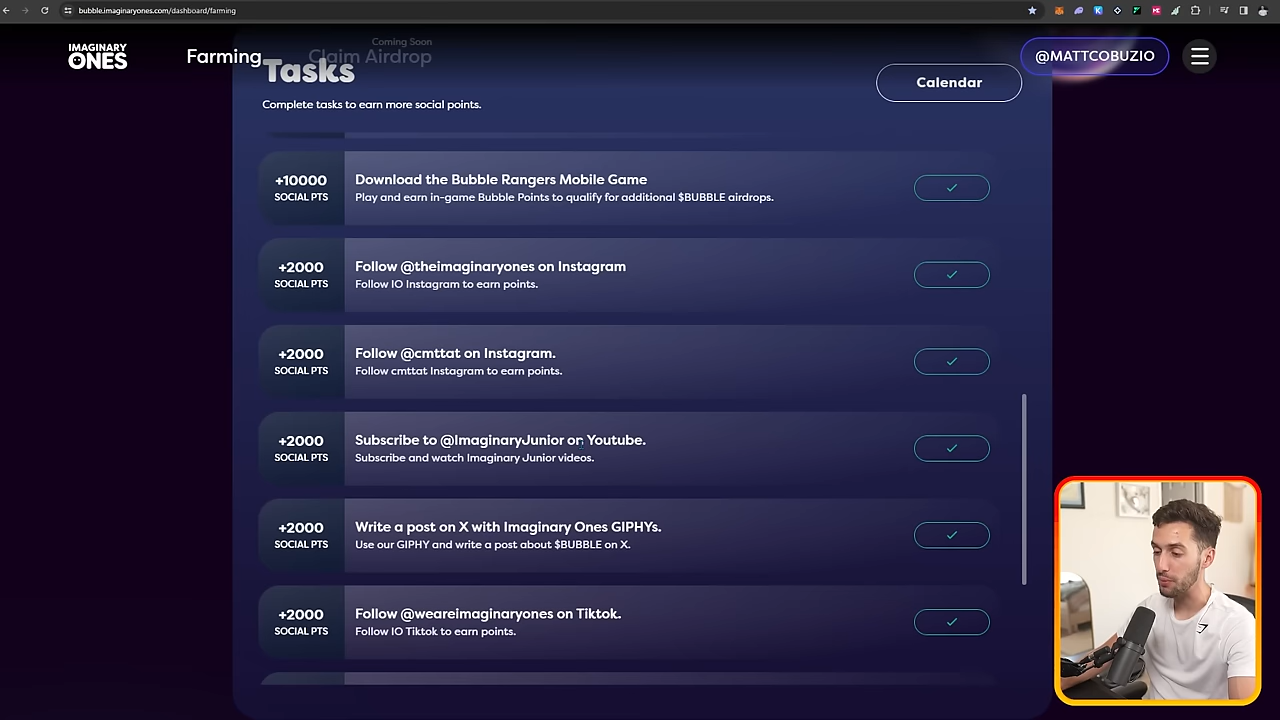 bubble.imaginaryones.com/dashboard/farming
IMAGINARY
ONES
Farming
Coming Soon
Claim Airdrop
@MATTCOBUZIO
Tasks
Calendar
Complete tasks to earn more social points.
+10000
SOCIAL PTS
Download the Bubble Rangers Mobile Game
Play and earn in-game Bubble Points to qualify for additional $BUBBLE airdrops.
+2000
SOCIAL PTS
Follow @theimaginaryones on Instagram
Follow IO Instagram to earn points.
+2000
SOCIAL PTS
Follow @cmttat on Instagram.
Follow cmttat Instagram to earn points.
+2000
SOCIAL PTS
Subscribe to @ImaginaryJunior on Youtube.
Subscribe and watch Imaginary Junior videos.
+2000
SOCIAL PTS
Write a post on X with Imaginary Ones GIPHYs.
Use our GIPHY and write a post about $BUBBLE on X.
+2000
SOCIAL PTS
Follow @weareimaginaryones on Tiktok.
Follow IO Tiktok to earn points.